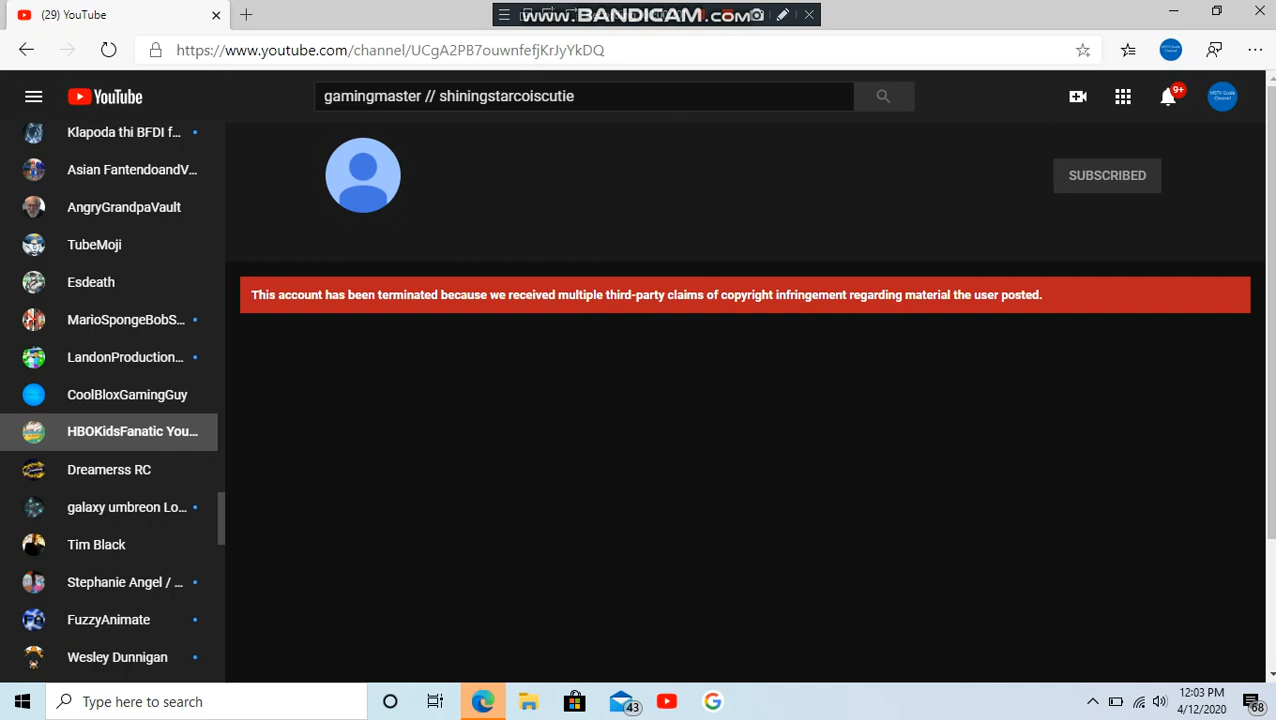 (29) YouTube
www.BANDICAM.com
https://www.youtube.com/channel/UCgA2PB7ouwnfefjKrJyYkDQ
YouTube
gamingmaster // shiningstarcoiscutie
9+
MSTV Guide
Channel
SUBSCRIBED
This account has been terminated because we received multiple third-party claims of copyright infringement regarding material the user posted.
Klapoda thi BFDI f...
Asian FantendoandV...
AngryGrandpaVault
TubeMoji
Esdeath
MarioSpongeBobS...
LandonProduction...
CoolBloxGamingGuy
HBOKidsFanatic You...
Dreamerss RC
galaxy umbreon Lo...
Tim Black
Stephanie Angel / ...
FuzzyAnimate
Wesley Dunnigan
Type here to search
43
12:03 PM
4/12/2020
68